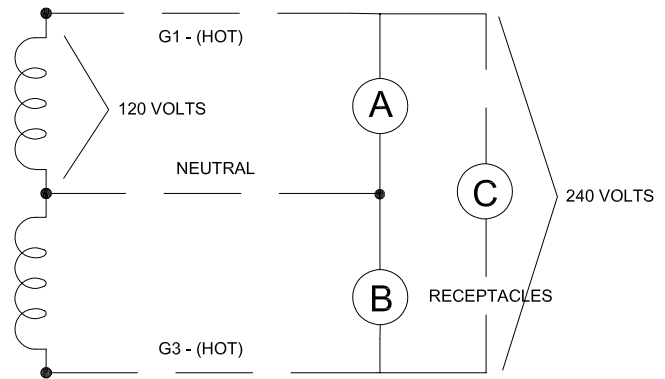 G1 - (HOT)
A
120 VOLTS
NEUTRAL
C
240 VOLTS
B
RECEPTACLES
G3 - (HOT)